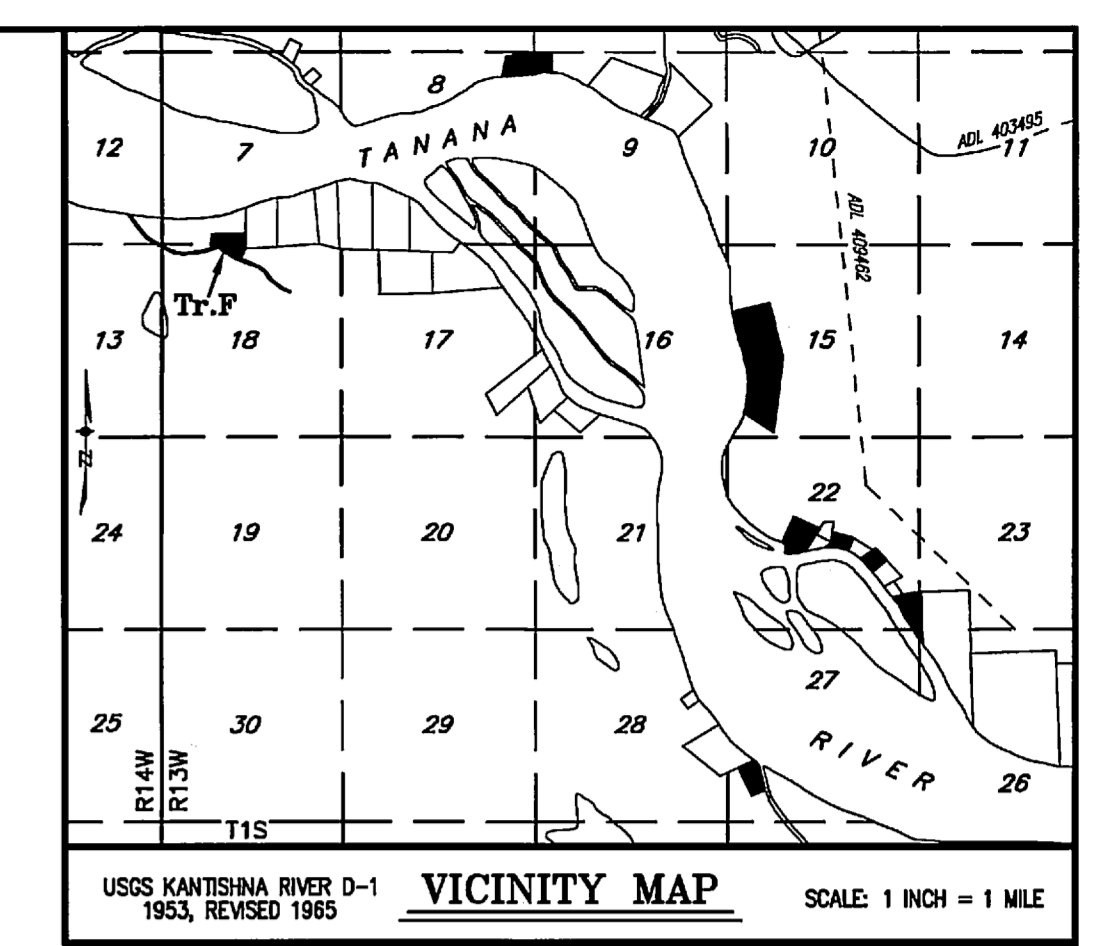 8
TANANA
12
7
9
10
11
ADL 403495
ADL 409462
Tr.F
13
18
17
16
15
14
N
22
24
19
20
21
23
27
25
30
29
28
RIVER
26
R14W
R13W
T1S
USGS KANTISHNA RIVER D-1
1953, REVISED 1965
VICINITY MAP
SCALE: 1 INCH = 1 MILE